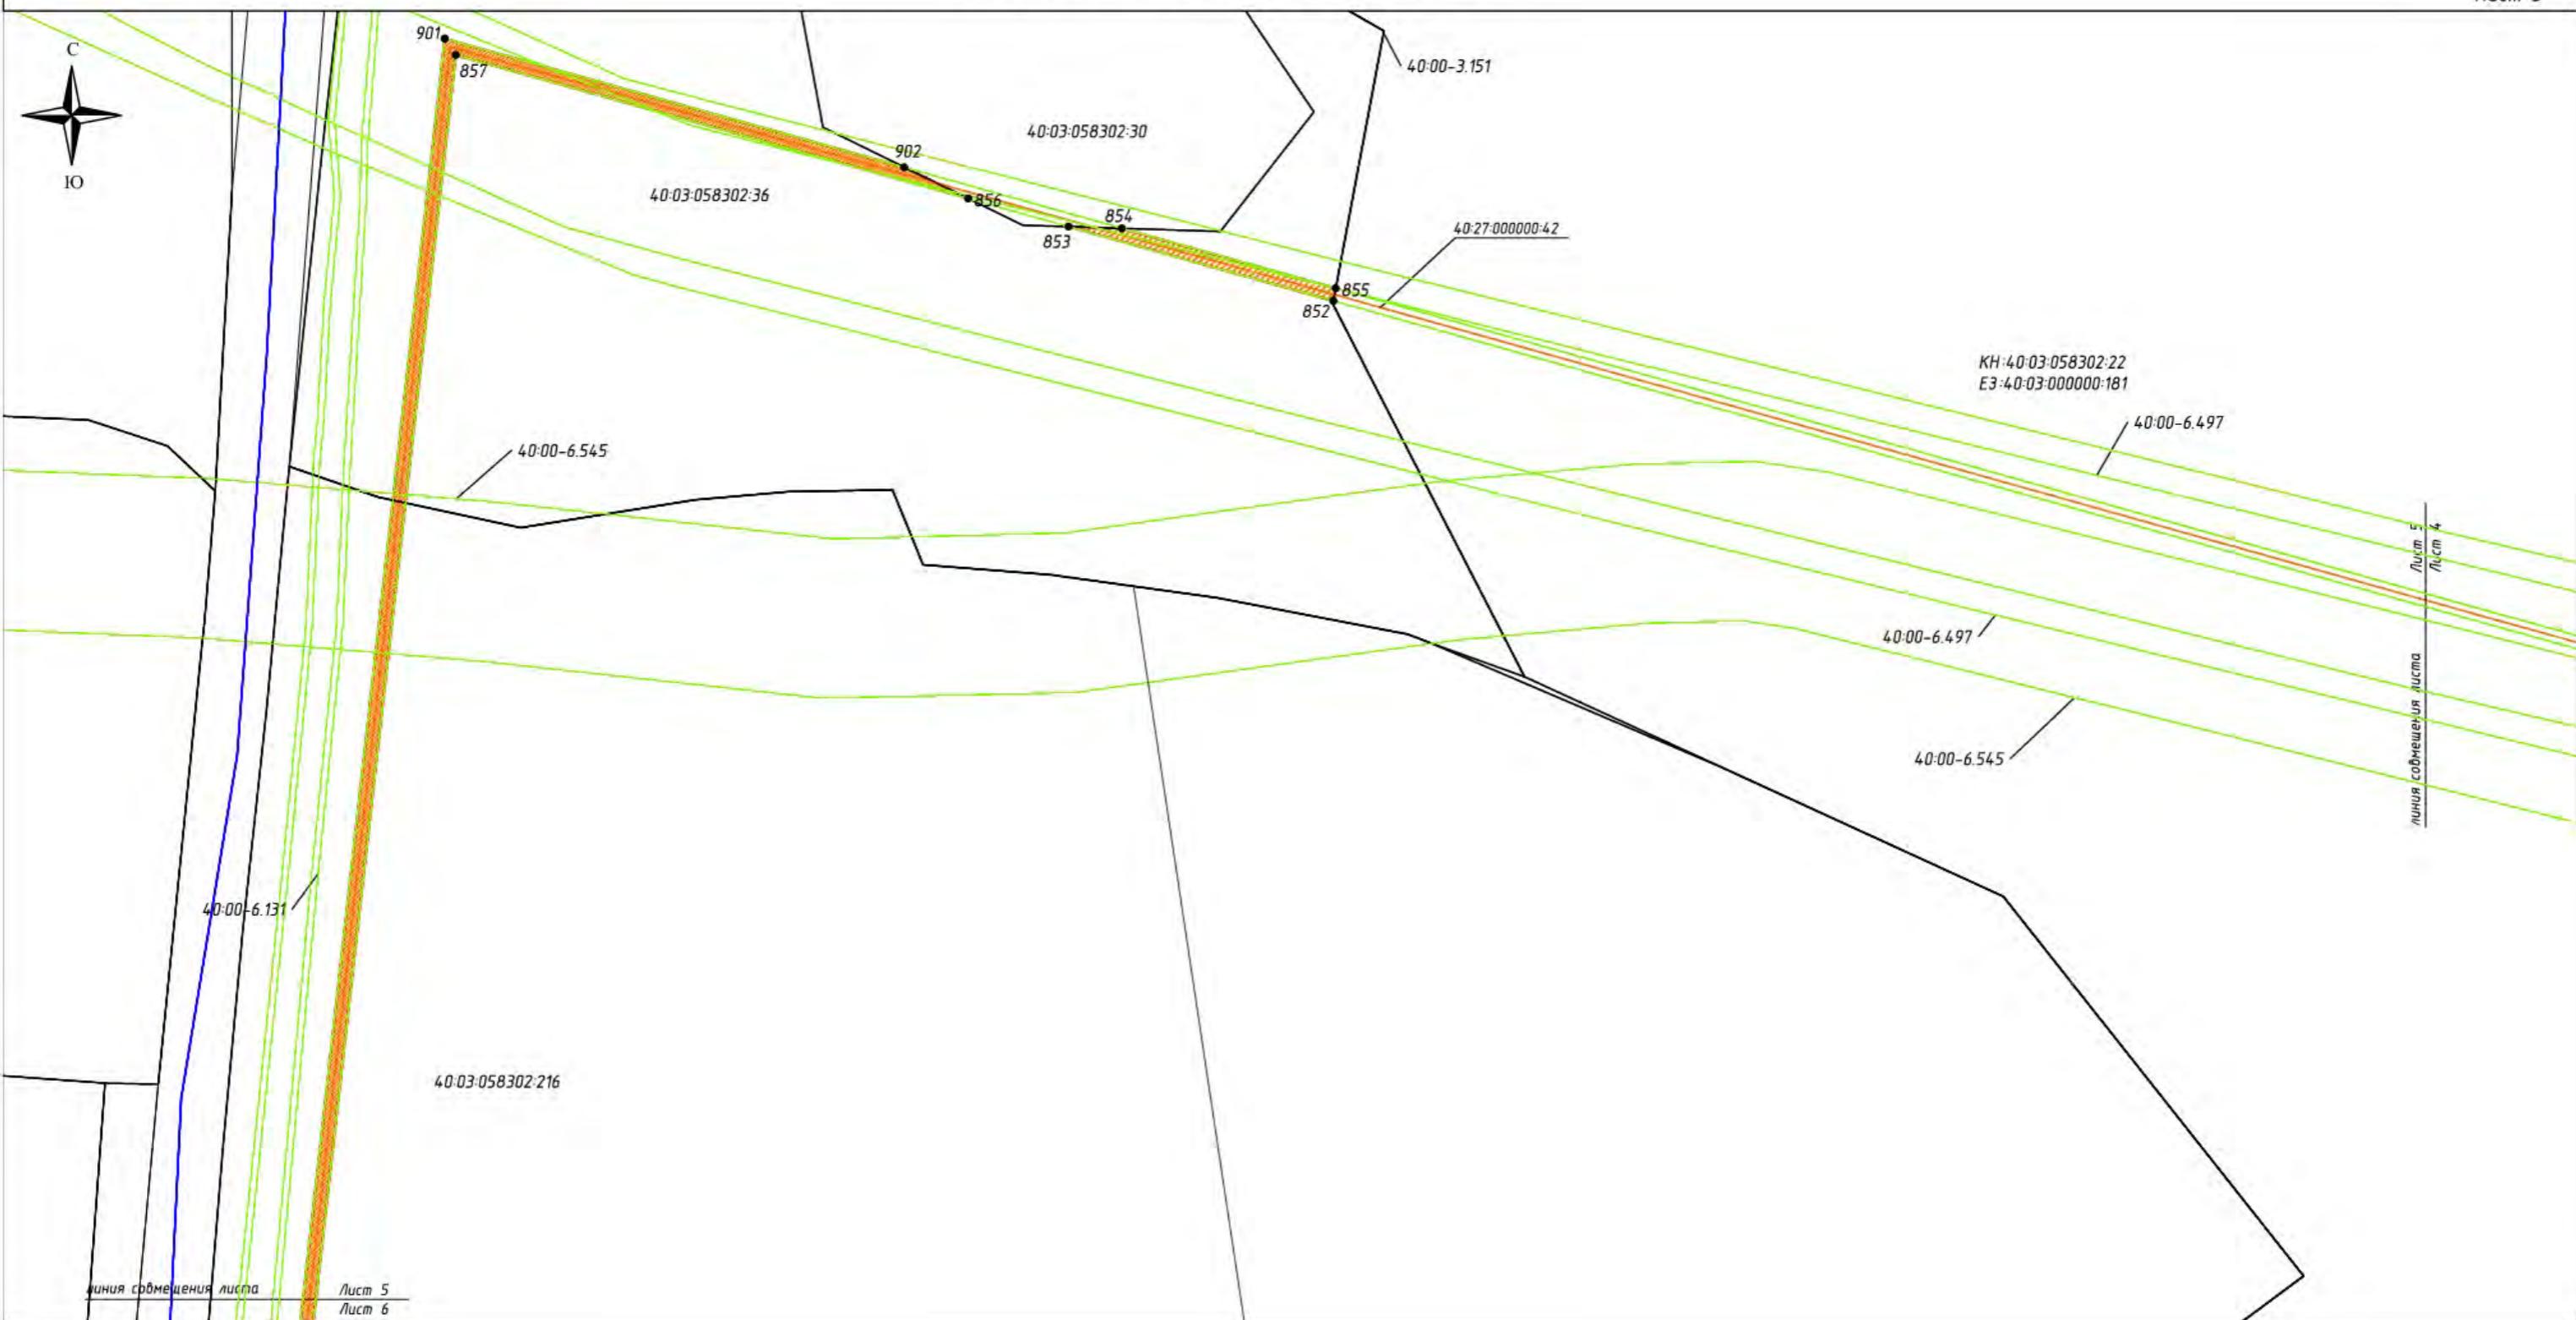 901
С
857
40:00-3.151
40:03:058302:30
902
Ю
40:03:058302:36
856
854
853
40:27:000000:42
855
852
КН:40:03:058302:22
ЕЗ:40:03:000000:181
40:00-6.497
40:00-6.545
Лист 5
Лист 4
линия совмещения листа
40:00-6.497
40:00-6.545
40:00-6.131
40:03:058302:216
линия совмещения листа
Лист 5
Лист 6